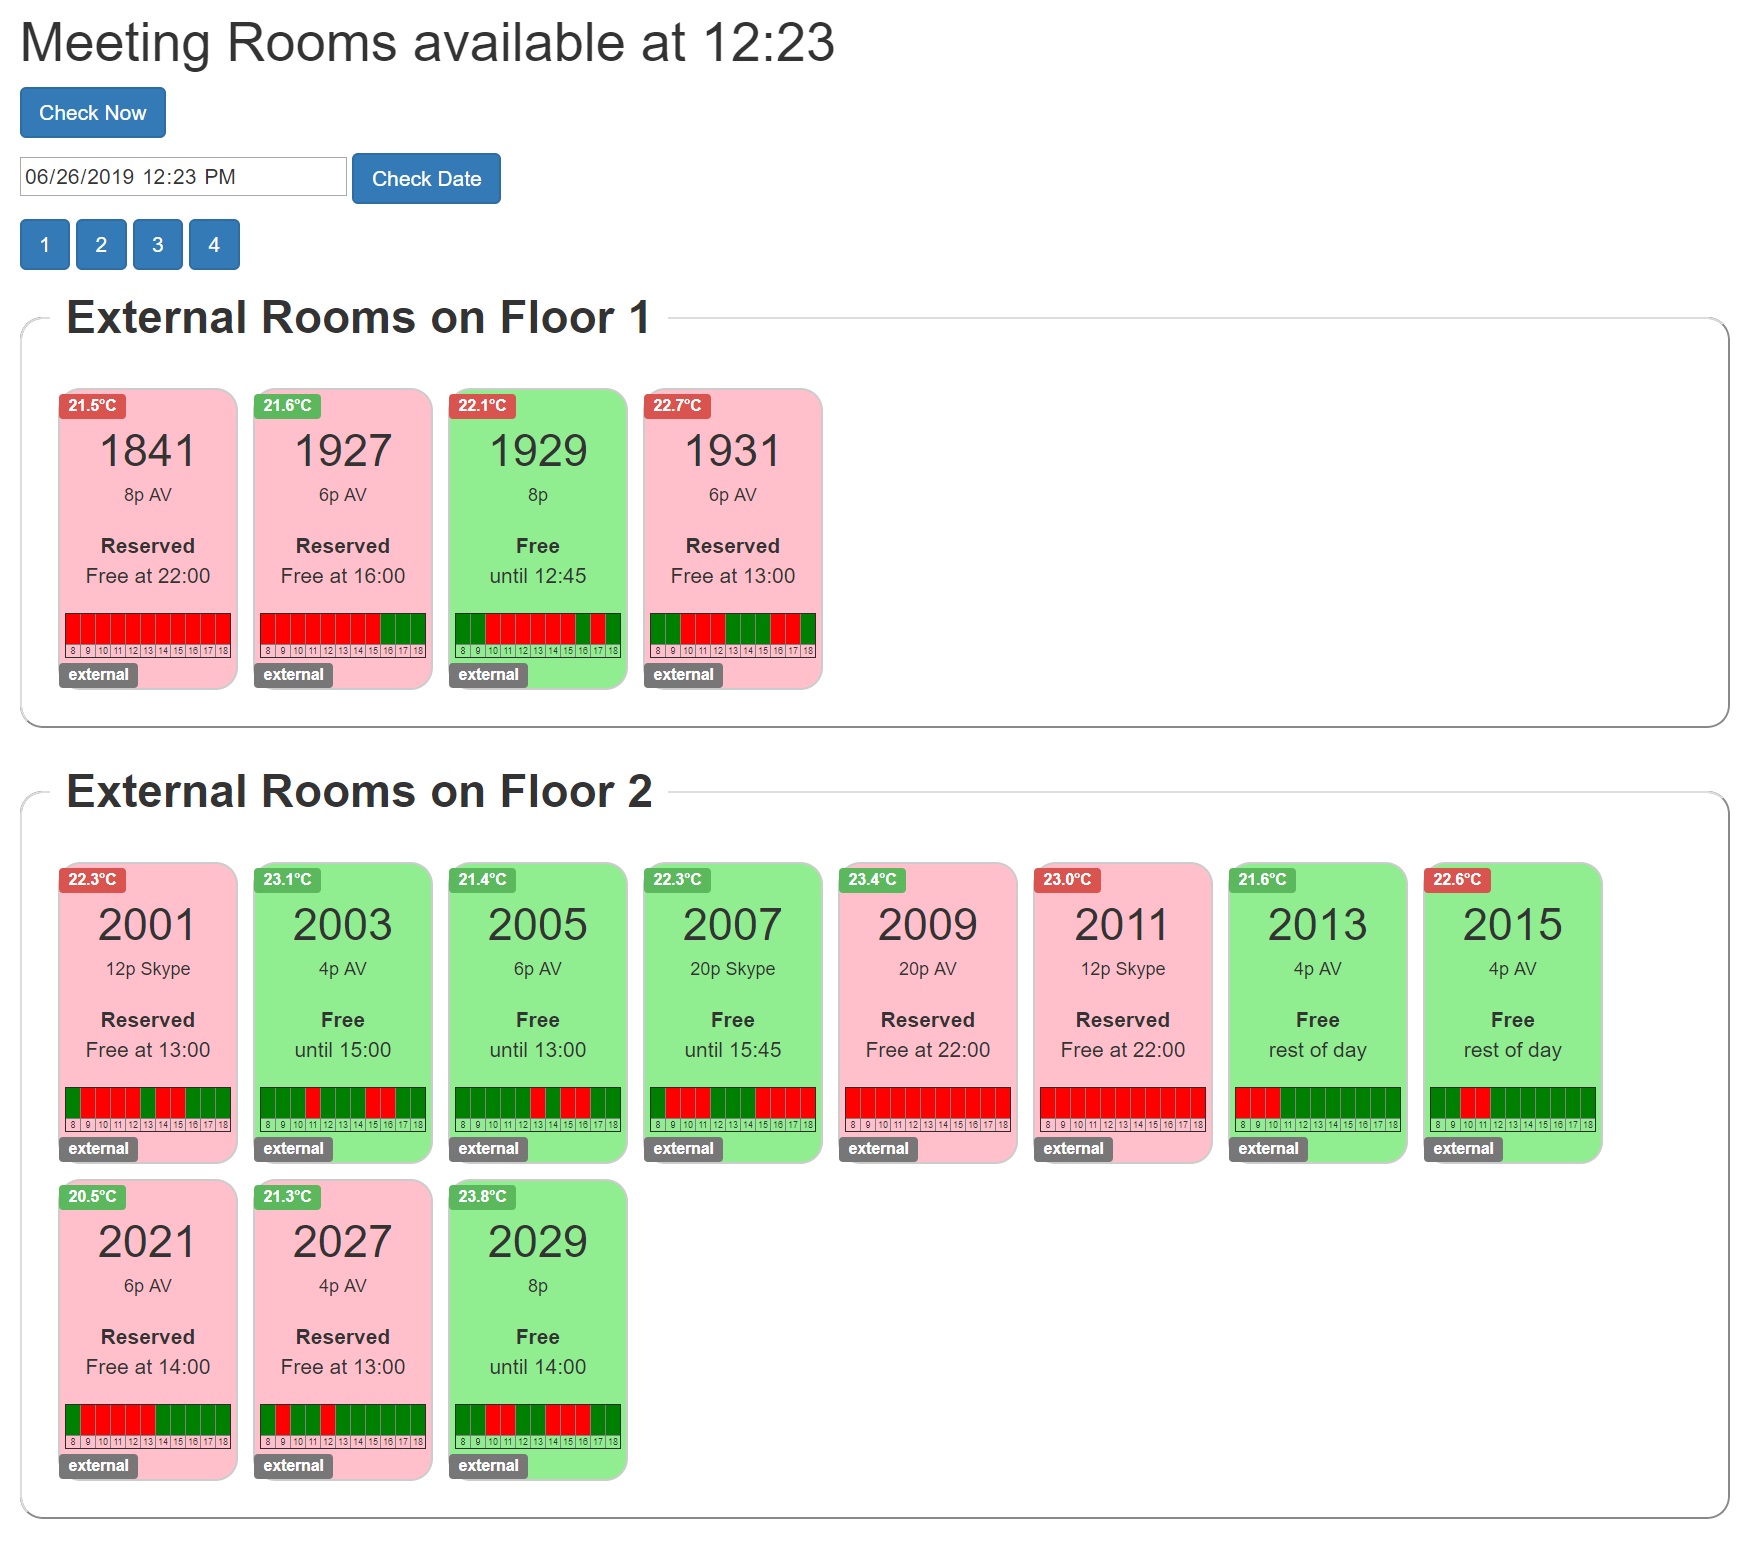 Meeting Rooms available at 12:23
Check Now
06/26/2019 12:23 PM Check Date
1 2 3 4
External Rooms on Floor 1
21.5°C 21.6°C 22.1°C 22.7°C
1841 1927 1929 1931
8p AV 6p AV 8p 6p AV
Reserved Reserved Free Reserved
Free at 22:00 Free at 16:00 until 12:45 Free at 13:00
8 9 10 11 12 13 14 15 16 17 18 8 9 10 11 12 13 14 15 16 17 18 8 9 10 11 12 13 14 15 16 17 18 8 9 10 11 12 13 14 15 16 17 18
external external external external
External Rooms on Floor 2
22.3°C 23.1°C 21.4°C 22.3°C 23.4°C 23.0°C 21.6°C 22.6°C
2001 2003 2005 2007 2009 2011 2013 2015
12p Skype 4p AV 6p AV 20p Skype 20p AV 12p Skype 4p AV 4p AV
Reserved Free Free Free Reserved Reserved Free Free
Free at 13:00 until 15:00 until 13:00 until 15:45 Free at 22:00 Free at 22:00 rest of day rest of day
8 9 10 11 12 13 14 15 16 17 18 8 9 10 11 12 13 14 15 16 17 18 8 9 10 11 12 13 14 15 16 17 18 8 9 10 11 12 13 14 15 16 17 18 8 9 10 11 12 13 14 15 16 17 18 8 9 10 11 12 13 14 15 16 17 18 8 9 10 11 12 13 14 15 16 17 18 8 9 10 11 12 13 14 15 16 17 18
external external external external external external external external
20.5°C 21.3°C 23.8°C
2021 2027 2029
6p AV 4p AV 8p
Reserved Reserved Free
Free at 14:00 Free at 13:00 until 14:00
8 9 10 11 12 13 14 15 16 17 18 8 9 10 11 12 13 14 15 16 17 18 8 9 10 11 12 13 14 15 16 17 18
external external external